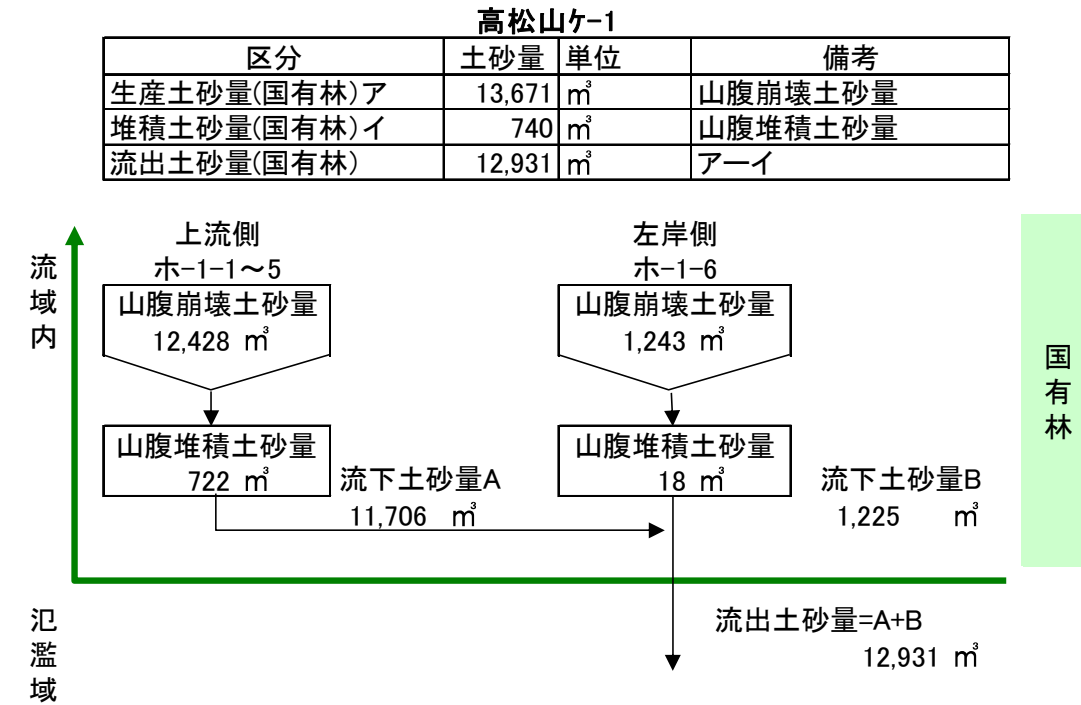 高松山ケ-1
区分 土砂量 単位 備考
生産土砂量(国有林)ア 13,671 ㎥ 山腹崩壊土砂量
堆積土砂量(国有林)イ 740 ㎥ 山腹堆積土砂量
流出土砂量(国有林) 12,931 ㎥ アーイ
上流側 左岸側
ホ-1-1～5 ホ-1-6
山腹崩壊土砂量 山腹崩壊土砂量
12,428 ㎥ 1,243 ㎥
流域内
国有林
山腹堆積土砂量 山腹堆積土砂量
722 ㎥ 流下土砂量A 18 ㎥ 流下土砂量B
11,706 ㎥ 1,225 ㎥
氾濫域
流出土砂量=A+B
12,931 ㎥